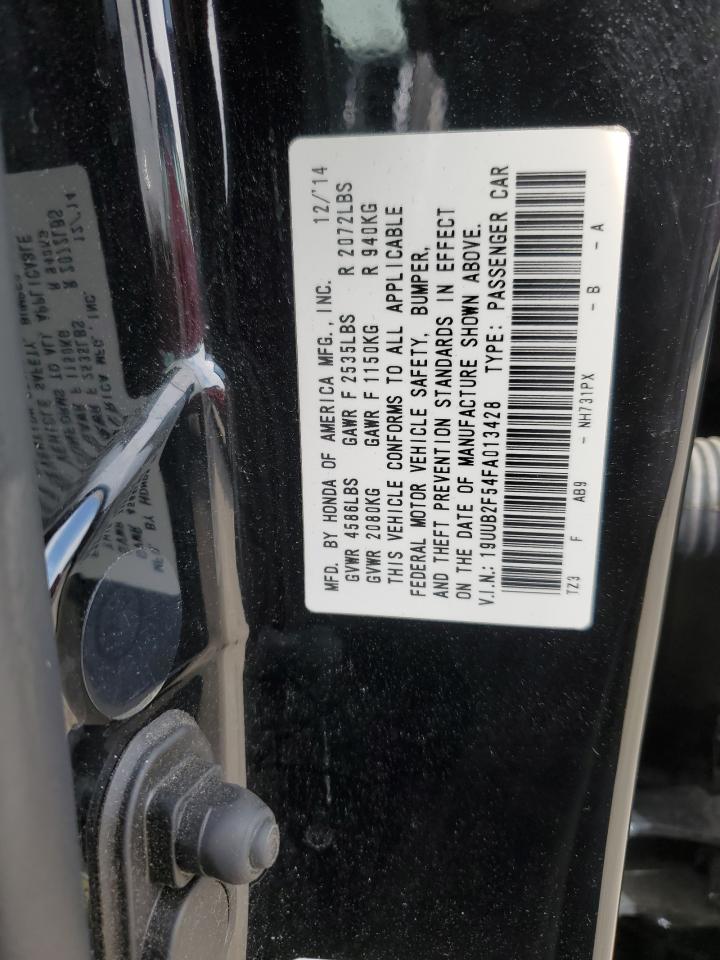 MFD. BY HONDA OF AMERICA MFG., INC. 12/'14
GVWR 4586LBS GAWR F 2535LBS R 2072LBS
GVWR 2080KG GAWR F 1150KG R 940KG
THIS VEHICLE CONFORMS TO ALL APPLICABLE
FEDERAL MOTOR VEHICLE SAFETY, BUMPER,
AND THEFT PREVENTION STANDARDS IN EFFECT
ON THE DATE OF MANUFACTURE SHOWN ABOVE.
V.I.N.: 19UUB2F54FA013428 TYPE: PASSENGER CAR
TZ3 F AB9 - NH731PX - B - A